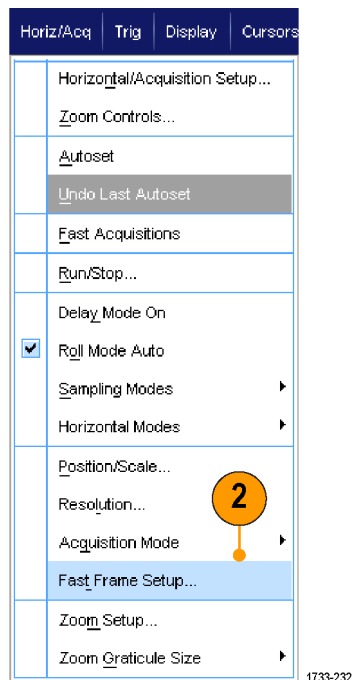 Horiz/Acq Trig Display Cursors
Horizontal/Acquisition Setup...
Zoom Controls...
Autoset
Undo Last Autoset
Fast Acquisitions
Run/Stop...
Delay Mode On
Roll Mode Auto
Sampling Modes
Horizontal Modes
Position/Scale...
Resolution...
2
Acquisition Mode
Fast Frame Setup...
Zoom Setup...
Zoom Graticule Size
1733-232